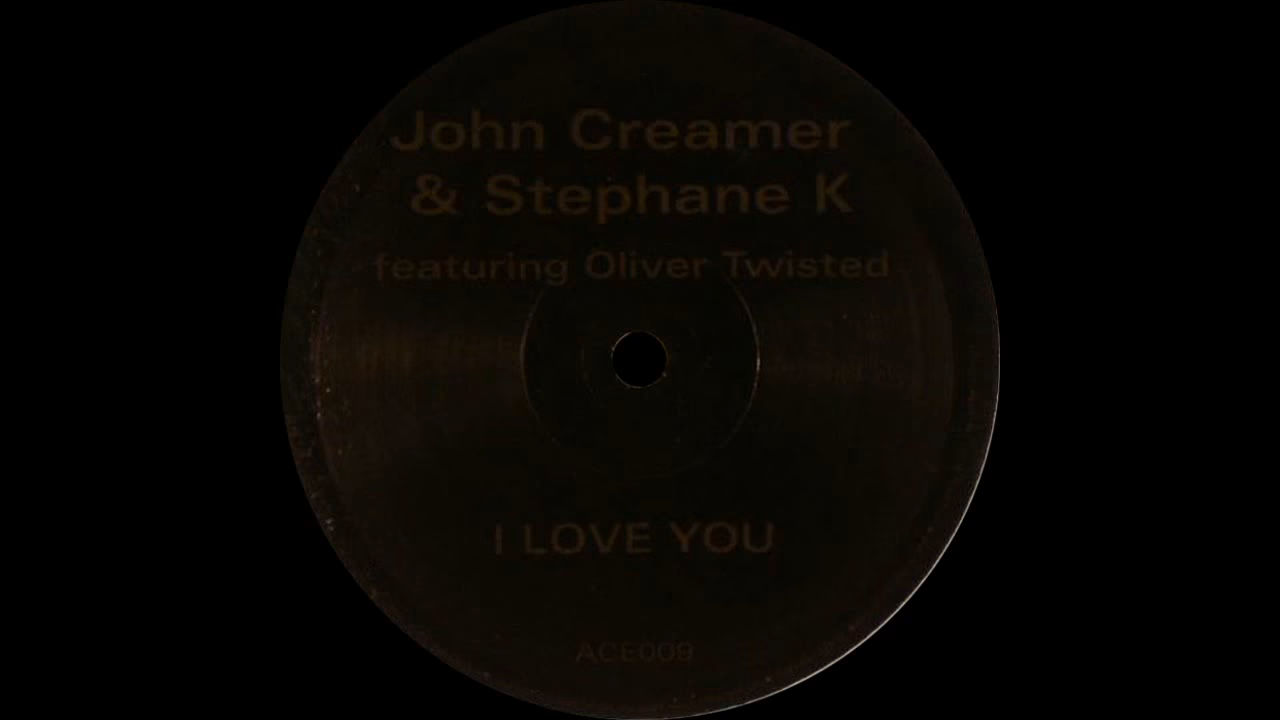 John Creamer
& Stephane K
featuring Oliver Twisted
I LOVE YOU
ACE009